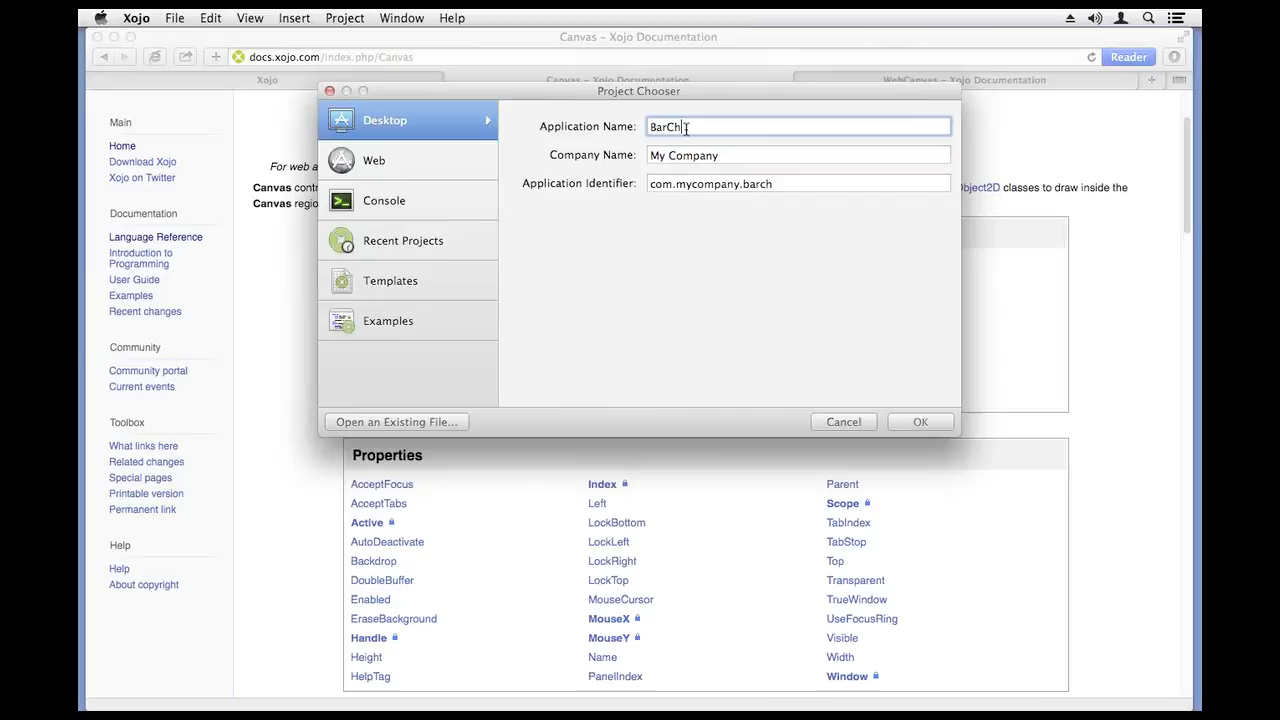 Xojo File Edit View Insert Project Window Help
Canvas – Xojo Documentation
docs.xojo.com/index.php/Canvas
Reader
Xojo
Canvas – Xojo Documentation
WebCanvas – Xojo Documentation
Project Chooser
Desktop
Web
Console
Recent Projects
Templates
Examples
Application Name: BarCh
Company Name: My Company
Application Identifier: com.mycompany.barch
Open an Existing File...
Cancel
OK
Main
Home
Download Xojo
Xojo on Twitter
Documentation
Language Reference
Introduction to
Programming
User Guide
Examples
Recent changes
Community
Community portal
Current events
Toolbox
What links here
Related changes
Special pages
Printable version
Permanent link
Help
Help
About copyright
For web a
Canvas contr
classes to draw inside the
Canvas regio
Properties
AcceptFocus Index Parent
AcceptTabs Left Scope
Active LockBottom TabIndex
AutoDeactivate LockLeft TabStop
Backdrop LockRight Top
DoubleBuffer LockTop Transparent
Enabled MouseCursor TrueWindow
EraseBackground MouseX UseFocusRing
Handle MouseY Visible
Height Name Width
HelpTag PanelIndex Window